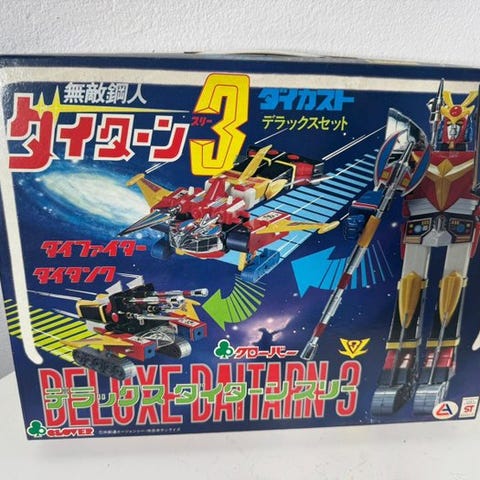 無敵鋼人
ダイターン3
スリー
ダイカスト
デラックスセット
ダイファイター
ダイタンク
クローバー
DELUXE DAITARN 3
デラックスダイターンスリー
CLOVER
ST